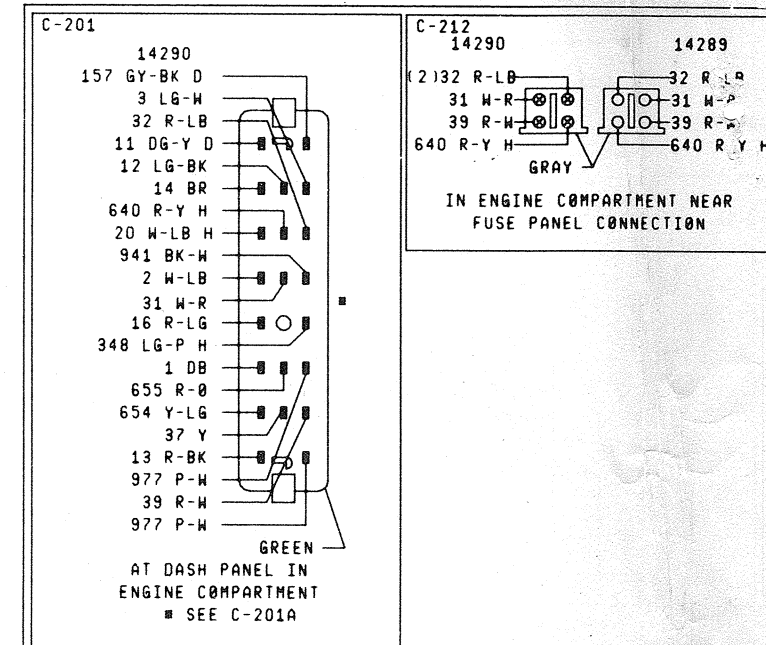 C-201
14290
157 GY-BK D
3 LG-W
32 R-LB
11 DG-Y D
12 LG-BK
14 BR
640 R-Y H
20 W-LB H
941 BK-W
2 W-LB
31 W-R
16 R-LG
348 LG-P H
1 DB
655 R-O
654 Y-LG
37 Y
13 R-BK
977 P-W
39 R-W
977 P-W
GREEN
AT DASH PANEL IN
ENGINE COMPARTMENT
■ SEE C-201A
C-212
14290 14289
(2)32 R-LB 32 R
31 W-R 31 W-
39 R-W 39 R-
640 R-Y H 640 R Y H
GRAY
IN ENGINE COMPARTMENT NEAR
FUSE PANEL CONNECTION